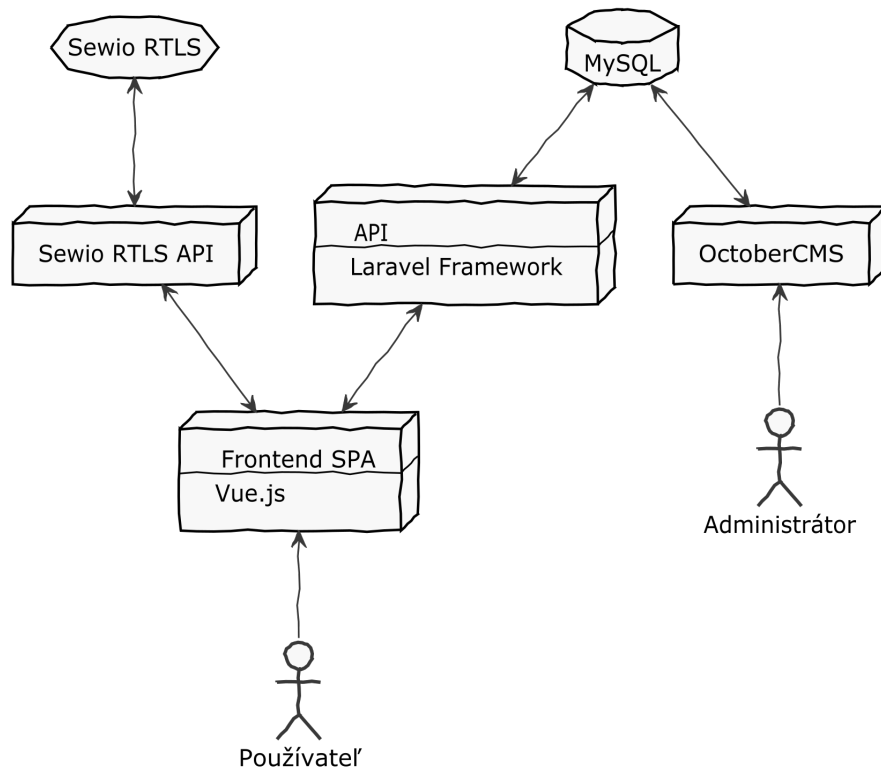 Sewio RTLS
MySQL
Sewio RTLS API
API
Laravel Framework
OctoberCMS
Frontend SPA
Vue.js
Administrátor
Používateľ